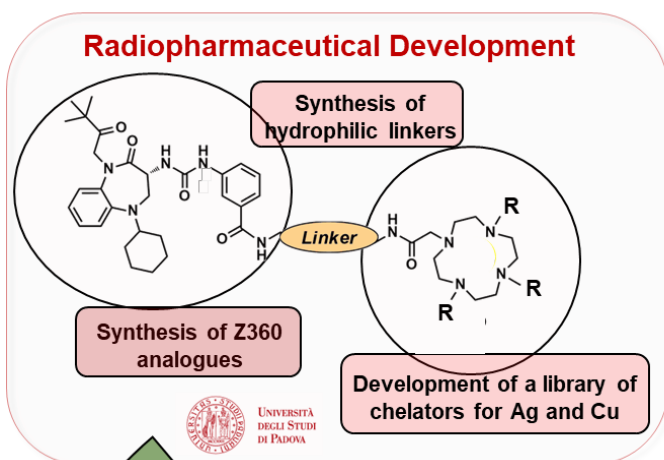 Radiopharmaceutical Development
Synthesis of
hydrophilic linkers
O
O
N
H
N
H
N
O
N
O
N
H
Linker
H
N
O
N
N
N
N
R
R
R
Synthesis of Z360
analogues
Development of a library of
chelators for Ag and Cu
UNIVERSITÀ
DEGLI STUDI
DI PADOVA